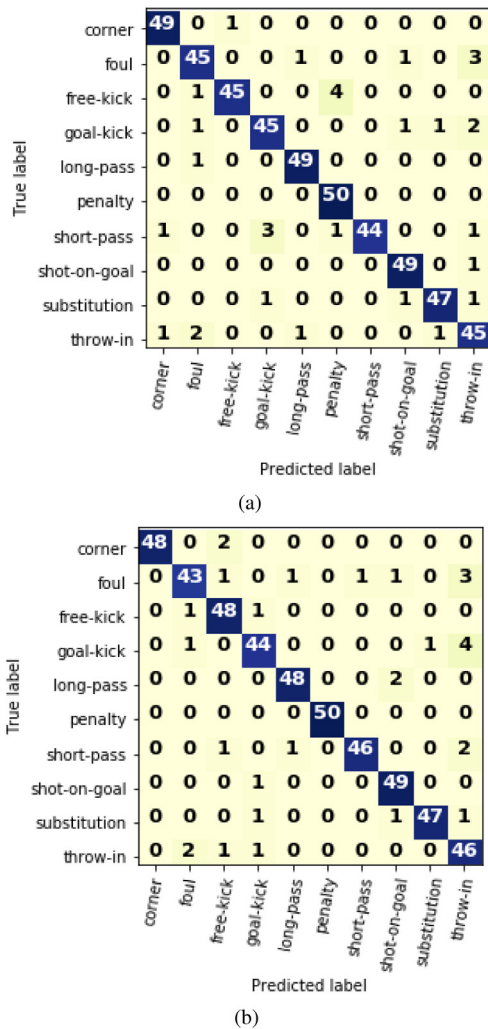 corner 49 0 1 0 0 0 0 0 0 0
foul 0 45 0 0 1 0 0 1 0 3
free-kick 0 1 45 0 0 4 0 0 0 0
goal-kick 0 1 0 45 0 0 0 1 1 2
long-pass 0 1 0 0 49 0 0 0 0 0
penalty 0 0 0 0 0 50 0 0 0 0
short-pass 1 0 0 3 0 1 44 0 0 1
shot-on-goal 0 0 0 0 0 0 0 49 0 1
substitution 0 0 0 1 0 0 0 1 47 1
throw-in 1 2 0 0 1 0 0 0 1 45
True label
corner foul free-kick goal-kick long-pass penalty short-pass shot-on-goal substitution throw-in
Predicted label
(a)
corner 48 0 2 0 0 0 0 0 0 0
foul 0 43 1 0 1 0 1 1 0 3
free-kick 0 1 48 1 0 0 0 0 0 0
goal-kick 0 1 0 44 0 0 0 0 1 4
long-pass 0 0 0 0 48 0 0 2 0 0
penalty 0 0 0 0 0 50 0 0 0 0
short-pass 0 0 1 0 1 0 46 0 0 2
shot-on-goal 0 0 0 1 0 0 0 49 0 0
substitution 0 0 0 1 0 0 0 1 47 1
throw-in 0 2 1 1 0 0 0 0 0 46
True label
corner foul free-kick goal-kick long-pass penalty short-pass shot-on-goal substitution throw-in
Predicted label
(b)